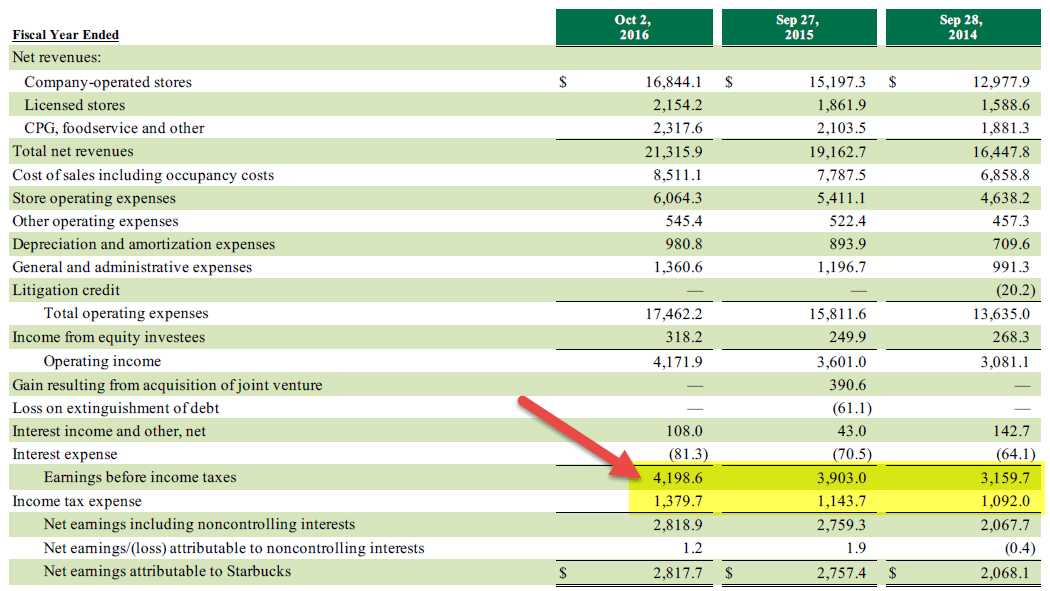 Oct 2, Sep 27, Sep 28,
Fiscal Year Ended 2016 2015 2014
Net revenues:
Company-operated stores $ 16,844.1 $ 15,197.3 $ 12,977.9
Licensed stores 2,154.2 1,861.9 1,588.6
CPG, foodservice and other 2,317.6 2,103.5 1,881.3
Total net revenues 21,315.9 19,162.7 16,447.8
Cost of sales including occupancy costs 8,511.1 7,787.5 6,858.8
Store operating expenses 6,064.3 5,411.1 4,638.2
Other operating expenses 545.4 522.4 457.3
Depreciation and amortization expenses 980.8 893.9 709.6
General and administrative expenses 1,360.6 1,196.7 991.3
Litigation credit — — (20.2)
Total operating expenses 17,462.2 15,811.6 13,635.0
Income from equity investees 318.2 249.9 268.3
Operating income 4,171.9 3,601.0 3,081.1
Gain resulting from acquisition of joint venture — 390.6 —
Loss on extinguishment of debt — (61.1) —
Interest income and other, net 108.0 43.0 142.7
Interest expense (81.3) (70.5) (64.1)
Earnings before income taxes 4,198.6 3,903.0 3,159.7
Income tax expense 1,379.7 1,143.7 1,092.0
Net earnings including noncontrolling interests 2,818.9 2,759.3 2,067.7
Net earnings/(loss) attributable to noncontrolling interests 1.2 1.9 (0.4)
Net earnings attributable to Starbucks $ 2,817.7 $ 2,757.4 $ 2,068.1